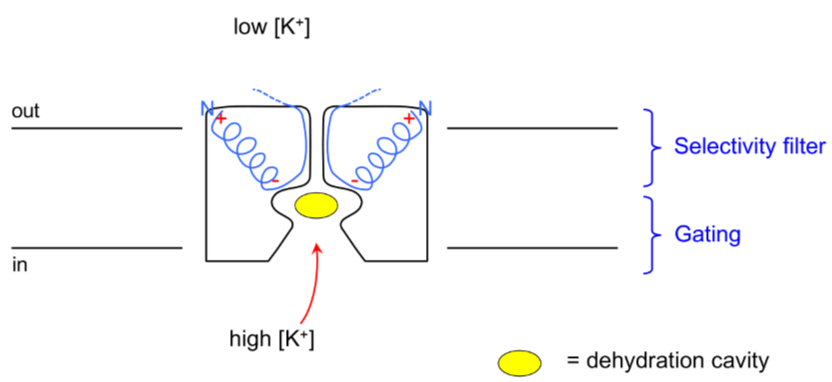 low [K⁺]
out
N
+
-
-
+
N
Selectivity filter
Gating
in
high [K⁺]
= dehydration cavity